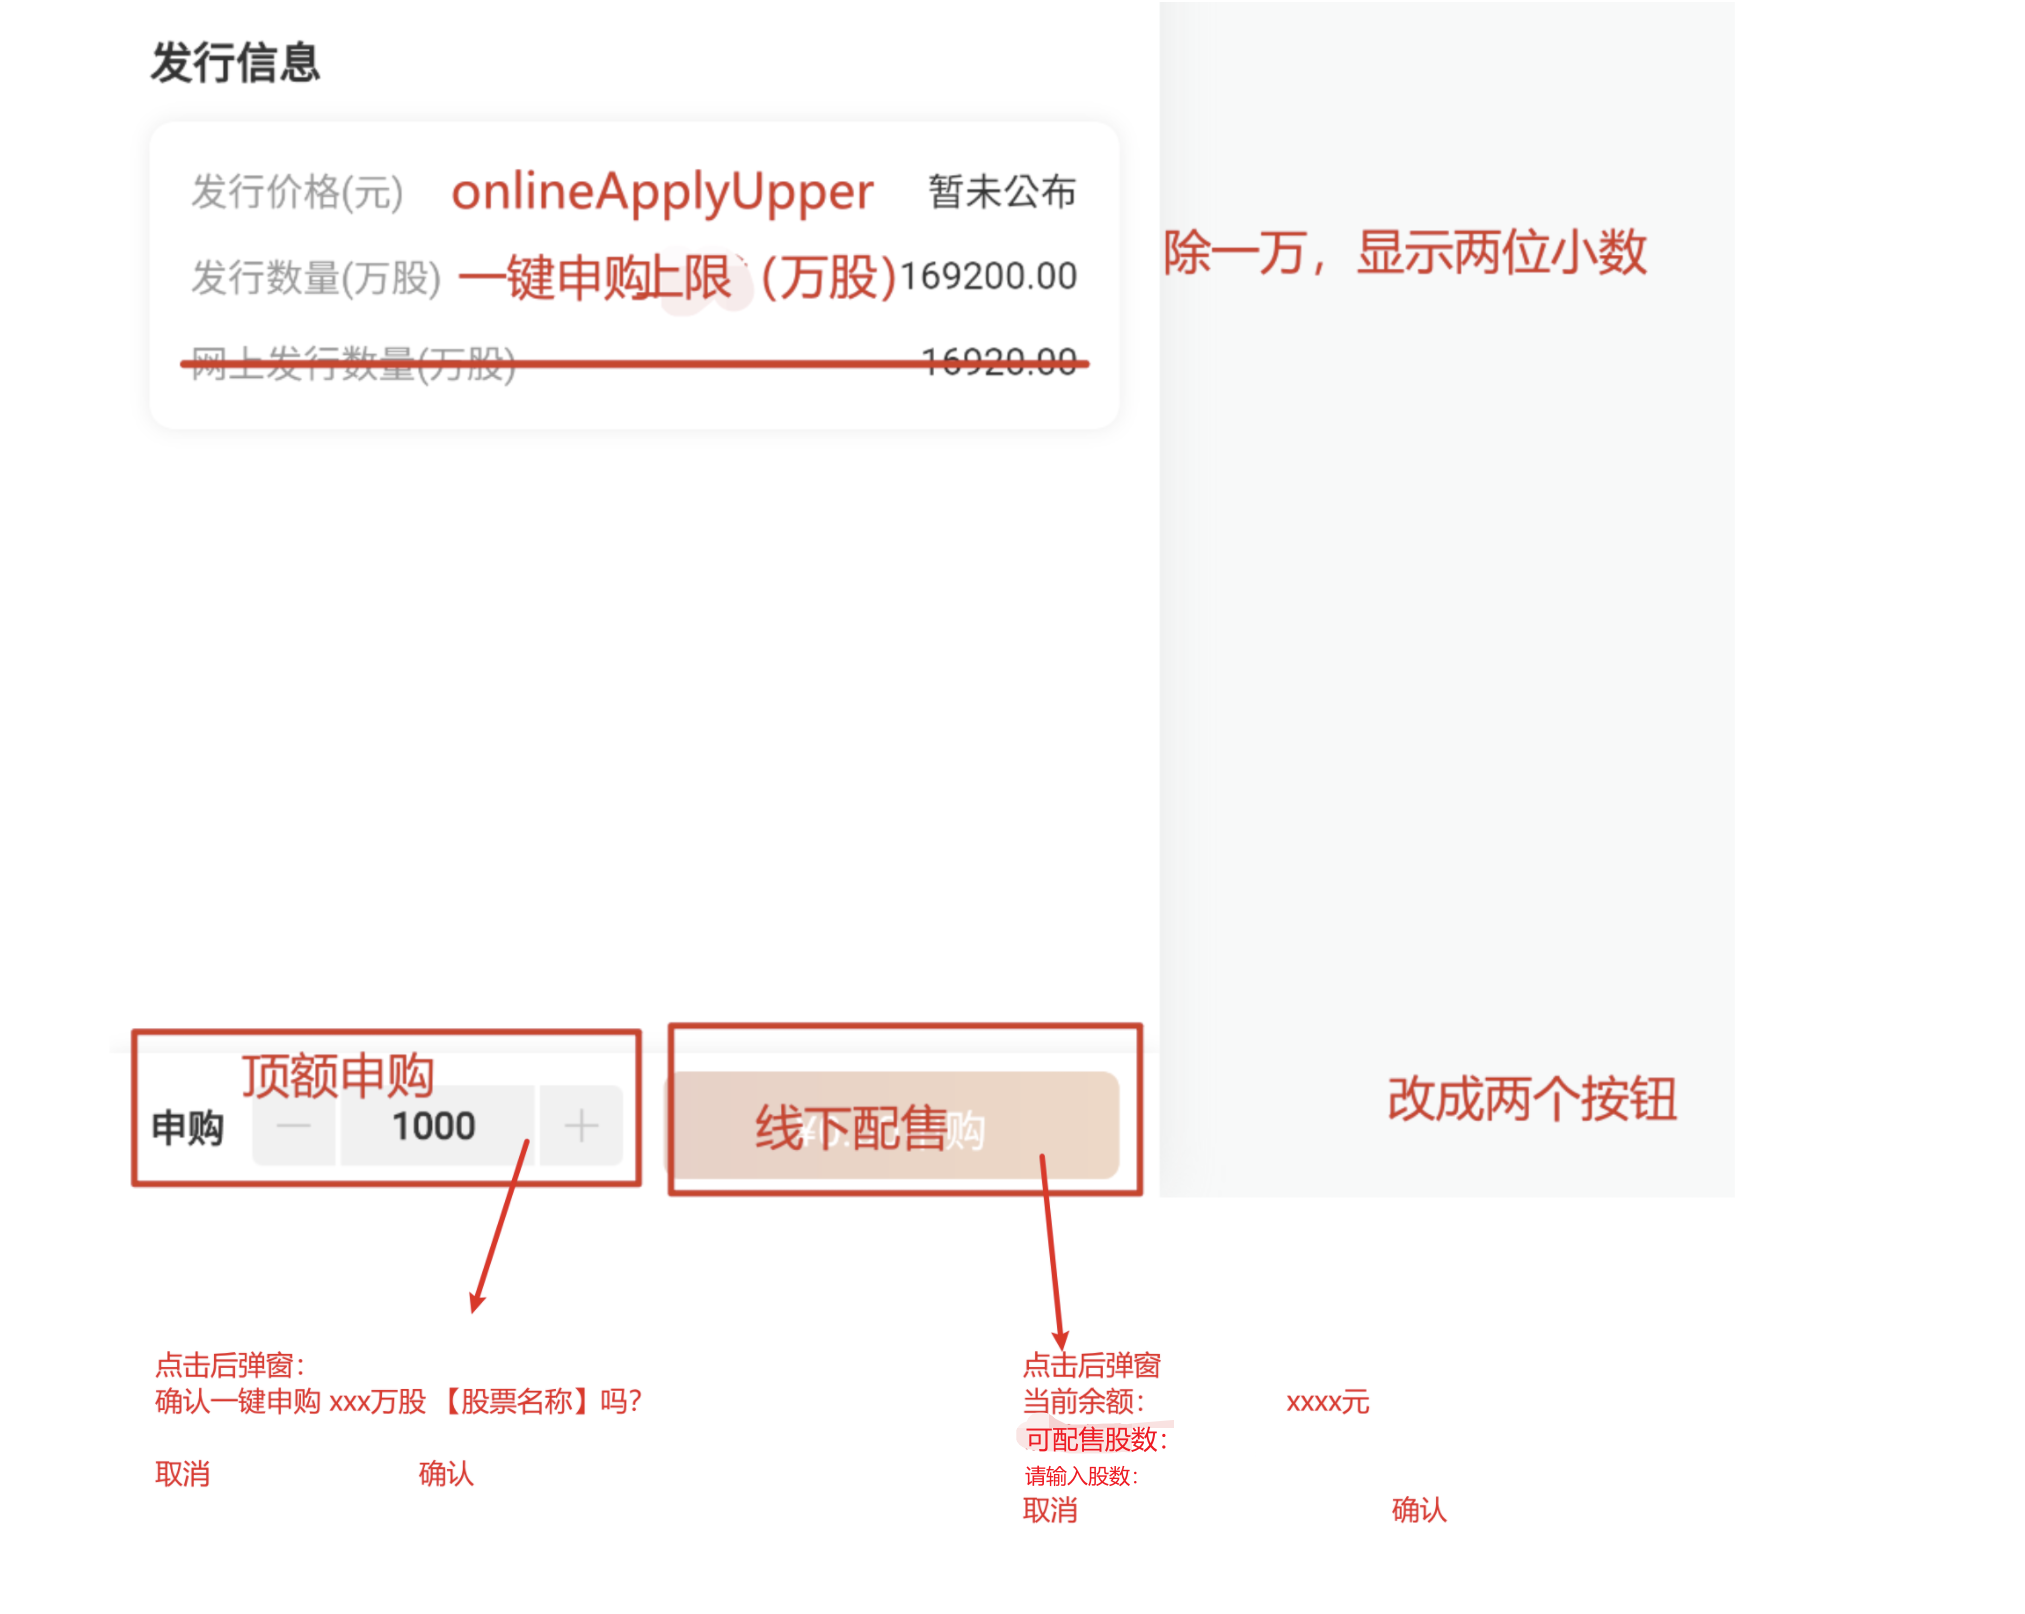 发行信息
发行价格(元) onlineApplyUpper 暂未公布
发行数量(万股) 一键申购上限 (万股) 169200.00
除一万，显示两位小数
网上发行数量(万股) 16920.00
顶额申购
申购 — 1000 +
线下配售
购
改成两个按钮
点击后弹窗：
确认一键申购 xxx万股 【股票名称】吗？
取消 确认
点击后弹窗
当前余额： xxxx元
可配售股数：
请输入股数：
取消 确认